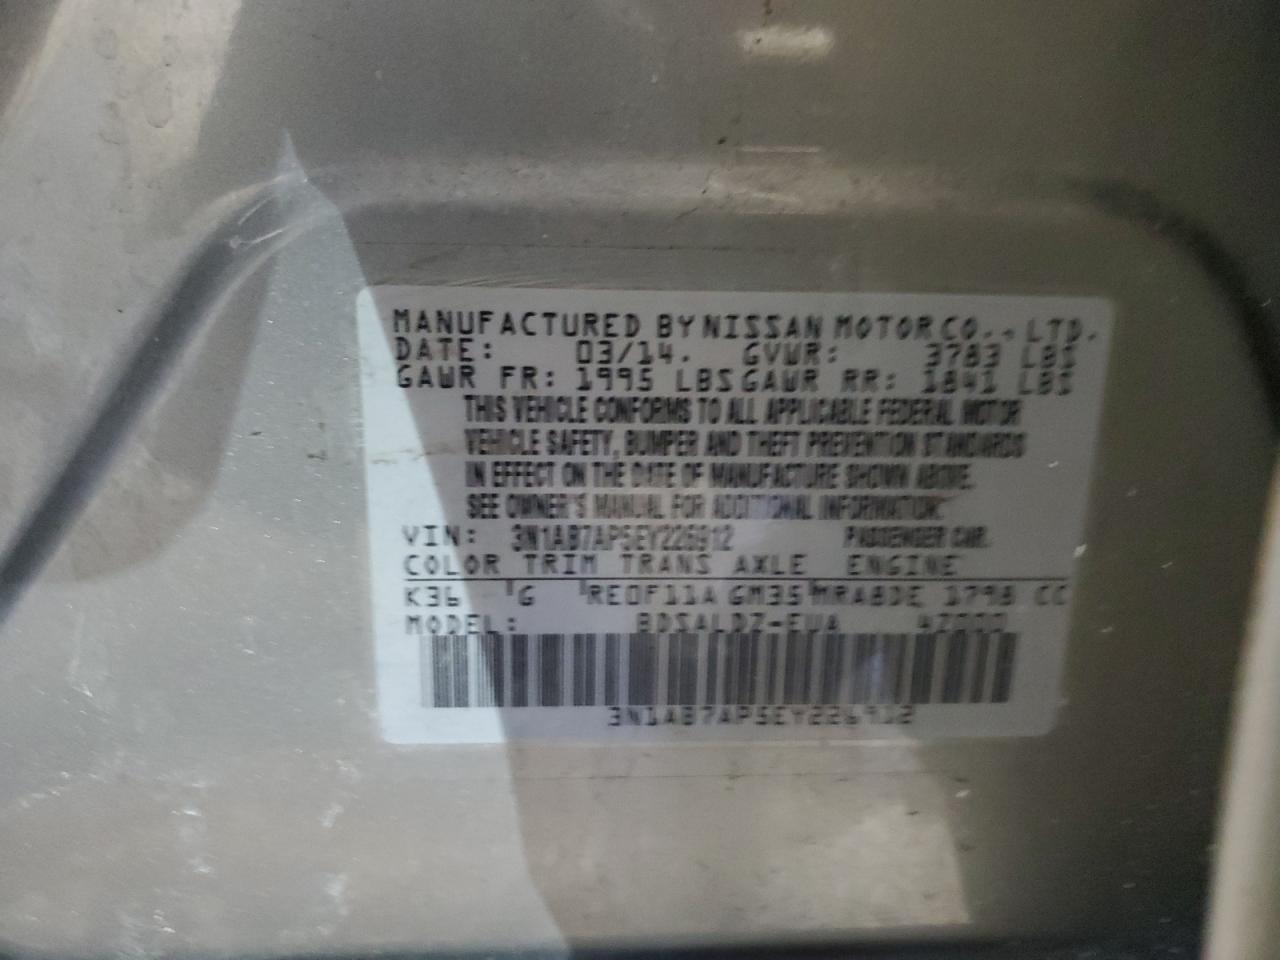 MANUFACTURED BY NISSAN MOTOR CO., LTD.
DATE: 03/14. GVWR: 3783 LBS
GAWR FR: 1995 LBS GAWR RR: 1841 LBS
THIS VEHICLE CONFORMS TO ALL APPLICABLE FEDERAL MOTOR
VEHICLE SAFETY, BUMPER AND THEFT PREVENTION STANDARDS
IN EFFECT ON THE DATE OF MANUFACTURE SHOWN ABOVE.
SEE OWNER'S MANUAL FOR ADDITIONAL INFORMATION.
VIN: 3N1AB7AP5EY226912 PASSENGER CAR.
COLOR TRIM TRANS AXLE ENGINE
K36 G RE0F11A GM35 MRA8DE 1798 CC
MODEL:
3N1AB7AP5EY226912